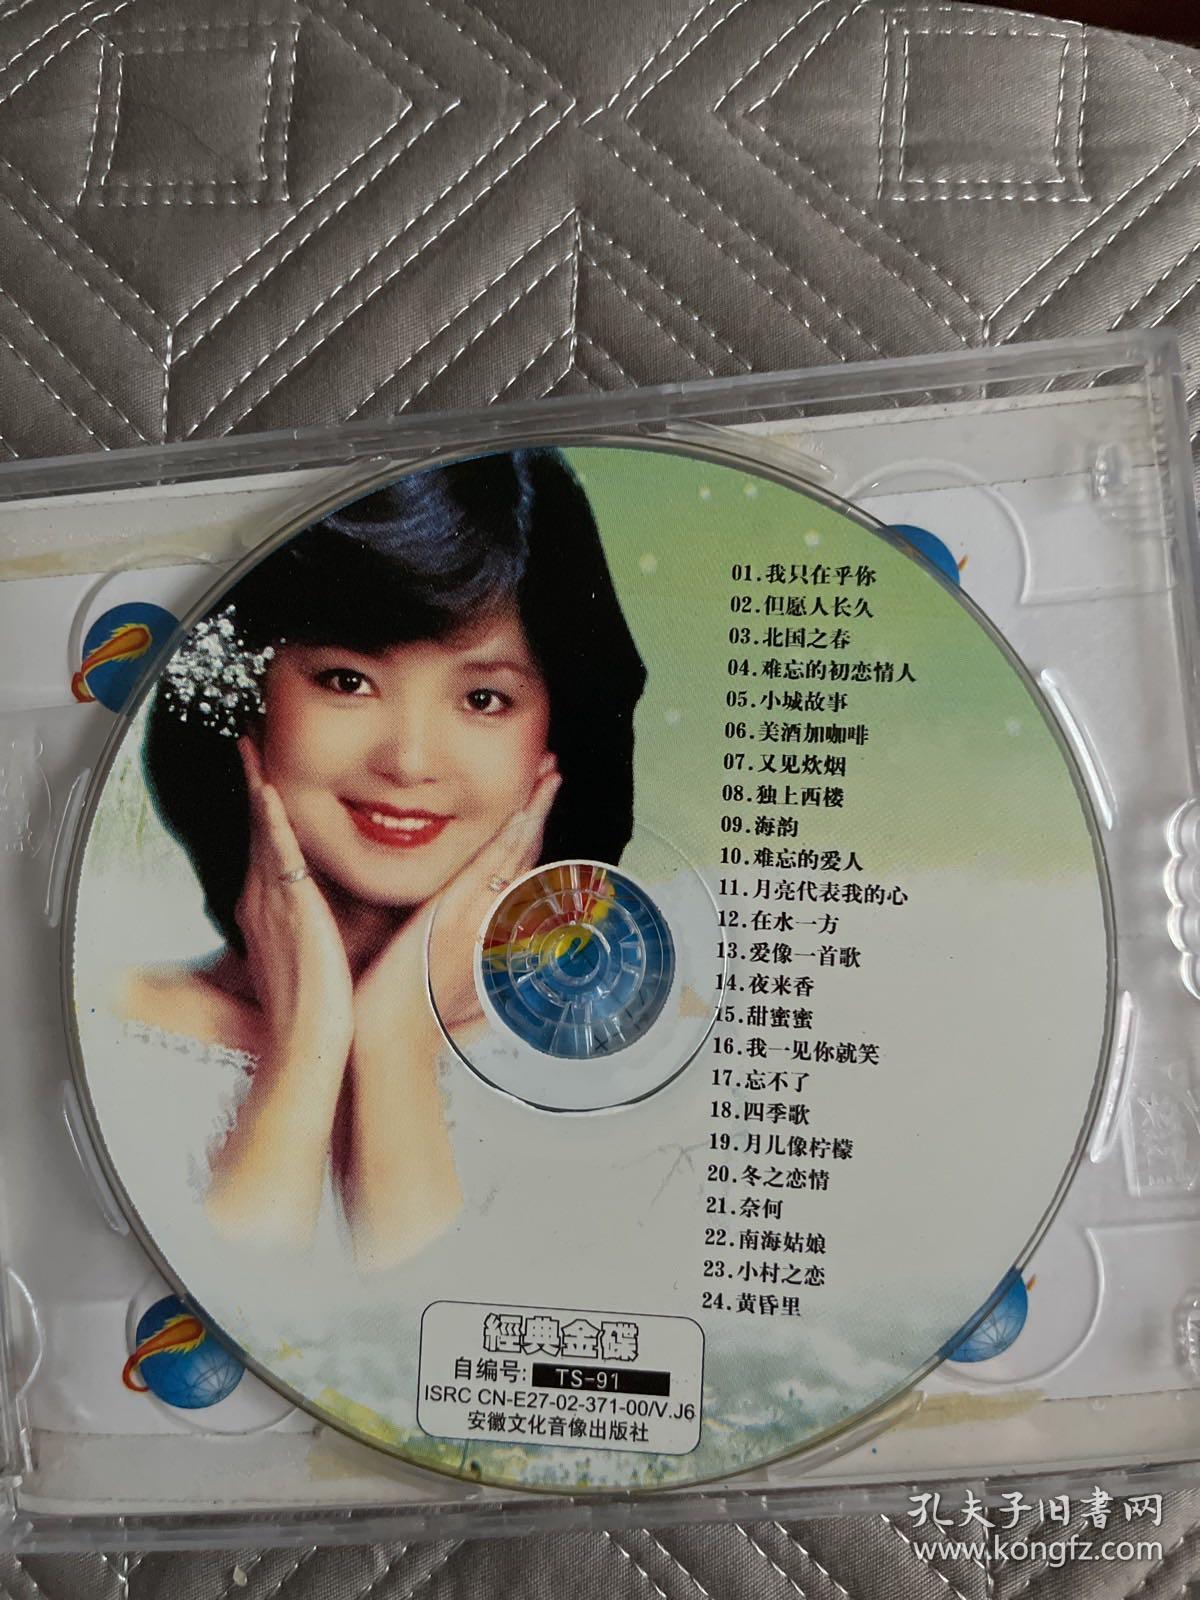 01.我只在乎你
02.但愿人长久
03.北国之春
04.难忘的初恋情人
05.小城故事
06.美酒加咖啡
07.又见炊烟
08.独上西楼
09.海韵
10.难忘的爱人
11.月亮代表我的心
12.在水一方
13.爱像一首歌
14.夜来香
15.甜蜜蜜
16.我一见你就笑
17.忘不了
18.四季歌
19.月儿像柠檬
20.冬之恋情
21.奈何
22.南海姑娘
23.小村之恋
24.黄昏里
經典金碟
自编号: TS-91
ISRC CN-E27-02-371-00/V.J6
安徽文化音像出版社
孔夫子旧書网
www.kongfz.com